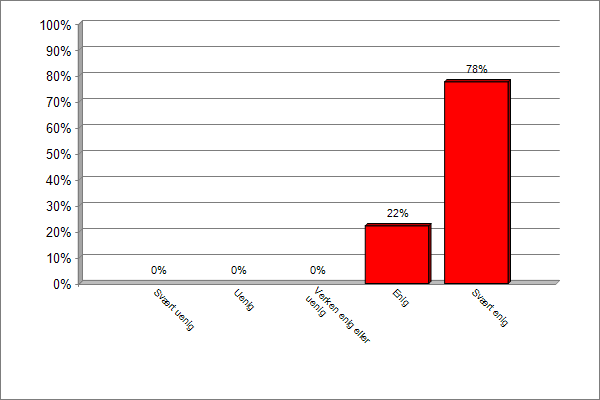 100%
90%
80%
70%
60%
50%
40%
30%
20%
10%
0%
0%
0%
0%
22%
78%
Svært uenig
Uenig
Verken enig eller
uenig
Enig
Svært enig